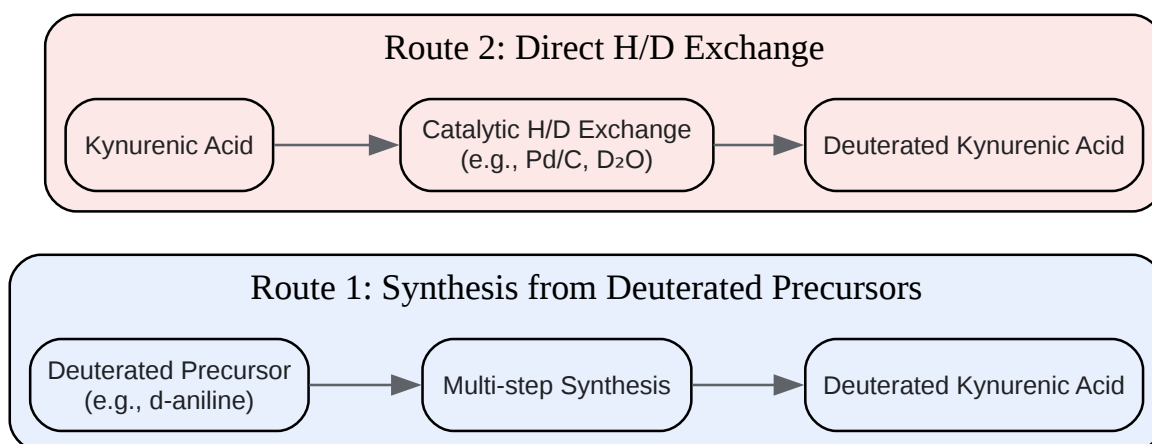 Route 2: Direct H/D Exchange
Kynurenic Acid
Catalytic H/D Exchange
(e.g., Pd/C, D₂O)
Deuterated Kynurenic Acid
Route 1: Synthesis from Deuterated Precursors
Deuterated Precursor
(e.g., d-aniline)
Multi-step Synthesis
Deuterated Kynurenic Acid